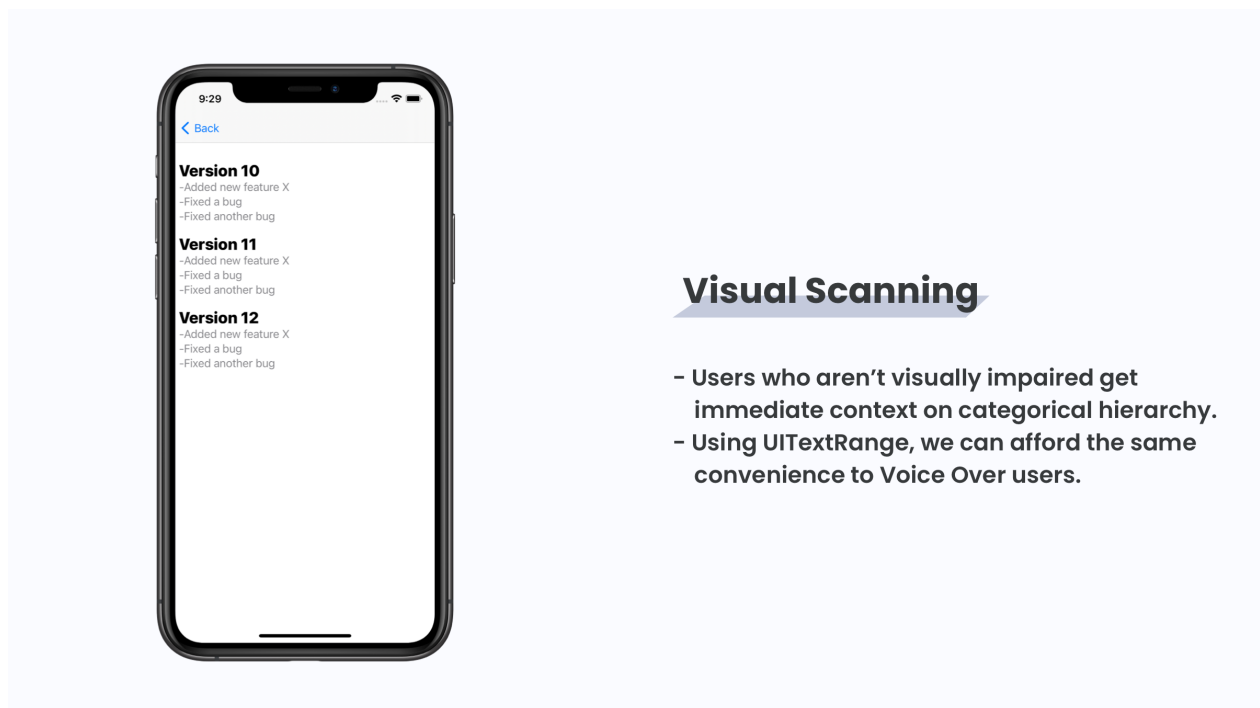 9:29
Back
Version 10
-Added new feature X
-Fixed a bug
-Fixed another bug
Version 11
-Added new feature X
-Fixed a bug
-Fixed another bug
Version 12
-Added new feature X
-Fixed a bug
-Fixed another bug
Visual Scanning
- Users who aren’t visually impaired get
immediate context on categorical hierarchy.
- Using UITextRange, we can afford the same
convenience to Voice Over users.